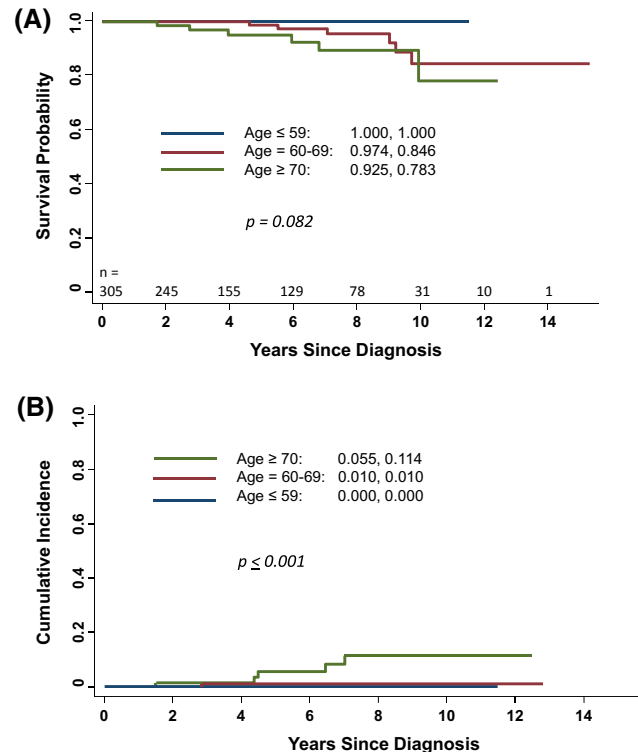 (A)
Survival Probability
1.0
0.8
0.6
0.4
0.2
0
Age ≤ 59: 1.000, 1.000
Age = 60-69: 0.974, 0.846
Age ≥ 70: 0.925, 0.783
p = 0.082
n =
305 245 155 129 78 31 10 1
0 2 4 6 8 10 12 14
Years Since Diagnosis
(B)
Cumulative Incidence
1.0
0.8
0.6
0.4
0.2
0
Age ≥ 70: 0.055, 0.114
Age = 60-69: 0.010, 0.010
Age ≤ 59: 0.000, 0.000
p ≤ 0.001
0 2 4 6 8 10 12 14
Years Since Diagnosis